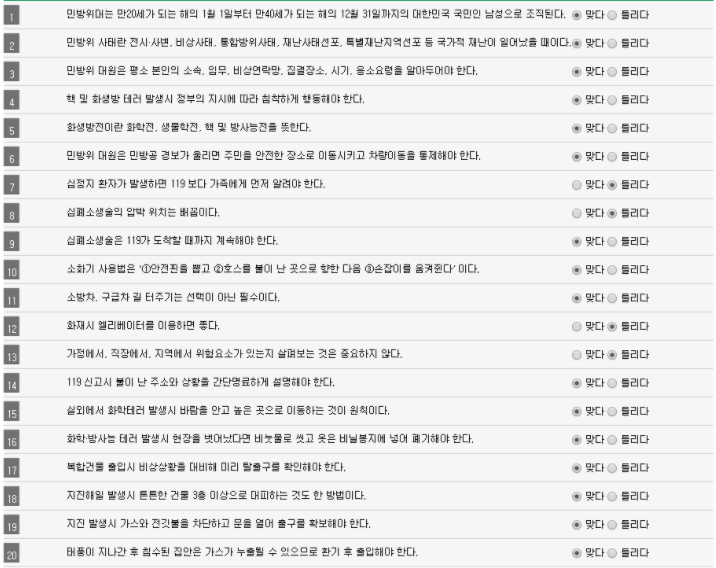 1 민방위대는 만20세가 되는 해의 1월 1일부터 만40세가 되는 해의 12월 31일까지의 대한민국 국민인 남성으로 조직된다. 맞다 틀리다
2 민방위 사태란 전시·사변, 비상사태, 통합방위사태, 재난사태선포, 특별재난지역선포 등 국가적 재난이 일어났을 때이다. 맞다 틀리다
3 민방위 대원은 평소 본인의 소속, 임무, 비상연락망, 집결장소, 시기, 응소요령을 알아두어야 한다. 맞다 틀리다
4 핵 및 화생방 테러 발생시 정부의 지시에 따라 침착하게 행동해야 한다. 맞다 틀리다
5 화생방전이란 화학전, 생물학전, 핵 및 방사능전을 뜻한다. 맞다 틀리다
6 민방위 대원은 민방공 경보가 울리면 주민을 안전한 장소로 이동시키고 차량이동을 통제해야 한다. 맞다 틀리다
7 심정지 환자가 발생하면 119 보다 가족에게 먼저 알려야 한다. 맞다 틀리다
8 심폐소생술의 압박 위치는 배꼽이다. 맞다 틀리다
9 심폐소생술은 119가 도착할 때까지 계속해야 한다. 맞다 틀리다
10 소화기 사용법은 '①안전핀을 뽑고 ②호스를 불이 난 곳으로 향한 다음 ③손잡이를 움켜쥔다' 이다. 맞다 틀리다
11 소방차, 구급차 길 터주기는 선택이 아닌 필수이다. 맞다 틀리다
12 화재시 엘리베이터를 이용하면 좋다. 맞다 틀리다
13 가정에서, 직장에서, 지역에서 위험요소가 있는지 살펴보는 것은 중요하지 않다. 맞다 틀리다
14 119 신고시 불이 난 주소와 상황을 간단명료하게 설명해야 한다. 맞다 틀리다
15 실외에서 화학테러 발생시 바람을 안고 높은 곳으로 이동하는 것이 원칙이다. 맞다 틀리다
16 화학·방사능 테러 발생시 현장을 벗어났다면 비눗물로 씻고 옷은 비닐봉지에 넣어 폐기해야 한다. 맞다 틀리다
17 복합건물 출입시 비상상황을 대비해 미리 탈출구를 확인해야 한다. 맞다 틀리다
18 지진해일 발생시 튼튼한 건물 3층 이상으로 대피하는 것도 한 방법이다. 맞다 틀리다
19 지진 발생시 가스와 전깃불을 차단하고 문을 열어 출구를 확보해야 한다. 맞다 틀리다
20 태풍이 지나간 후 침수된 집안은 가스가 누출될 수 있으므로 환기 후 출입해야 한다. 맞다 틀리다